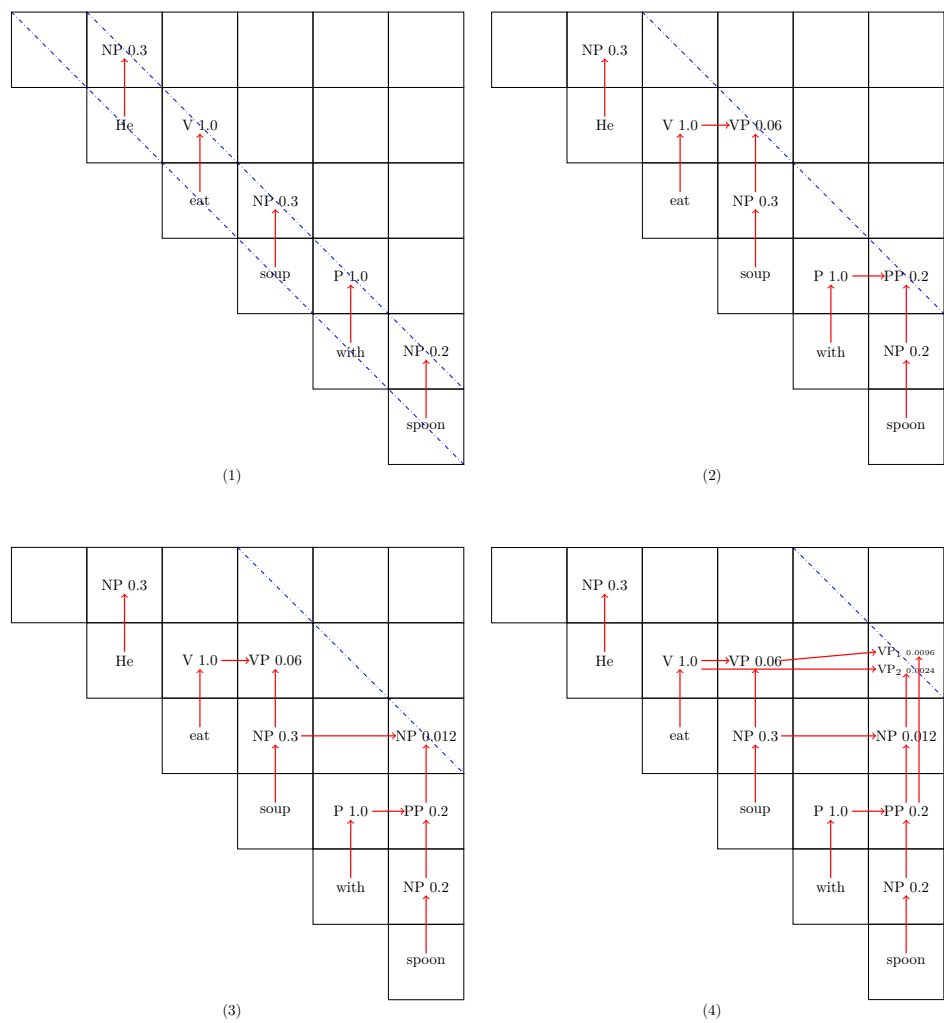 NP 0.3
He
V 1.0
eat
NP 0.3
soup
P 1.0
with
NP 0.2
spoon
(1)
NP 0.3
He
V 1.0 VP 0.06
eat
NP 0.3
soup
P 1.0 PP 0.2
with
NP 0.2
spoon
(2)
NP 0.3
He
V 1.0 VP 0.06
eat
NP 0.3 NP 0.012
soup
P 1.0 PP 0.2
with
NP 0.2
spoon
(3)
NP 0.3
He
V 1.0 VP 0.06 VP₁ 0.0096
VP₂ 0.0024
eat
NP 0.3 NP 0.012
soup
P 1.0 PP 0.2
with
NP 0.2
spoon
(4)